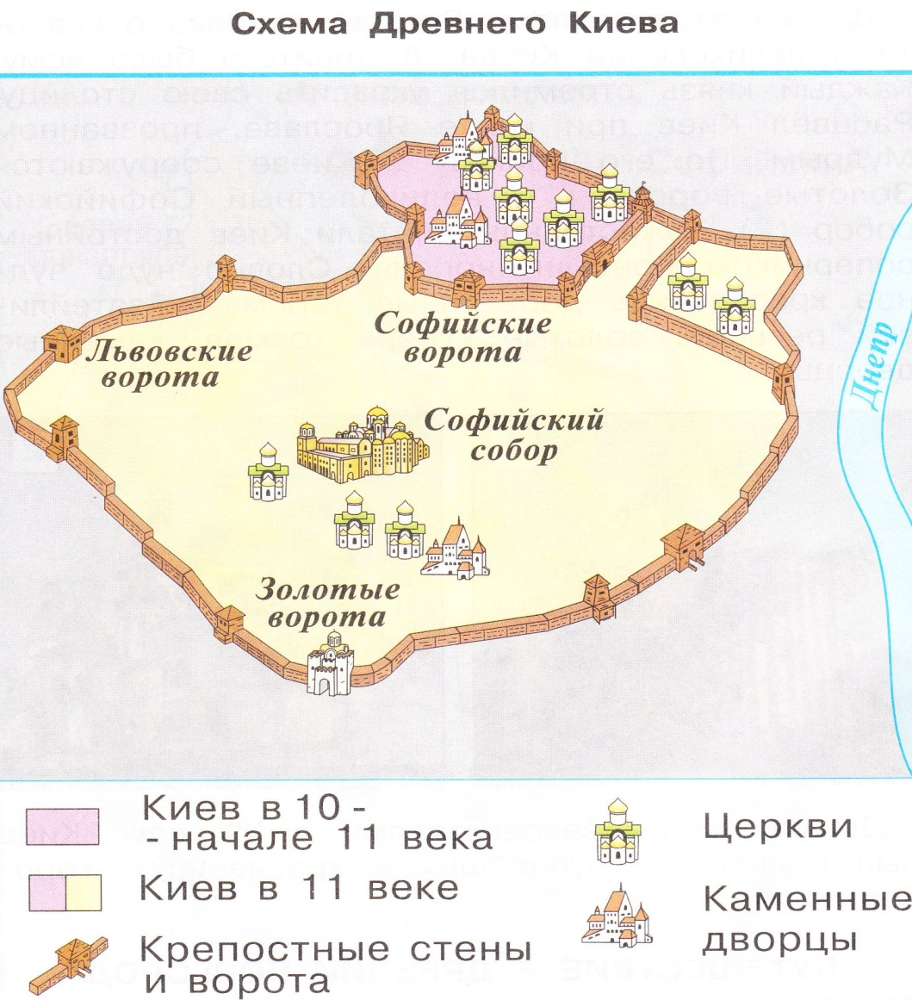 Схема Древнего Киева
Львовские
ворота
Софийские
ворота
Софийский
собор
Золотые
ворота
Днепр
Киев в 10 -
- начале 11 века
Киев в 11 веке
Крепостные стены
и ворота
Церкви
Каменные
дворцы